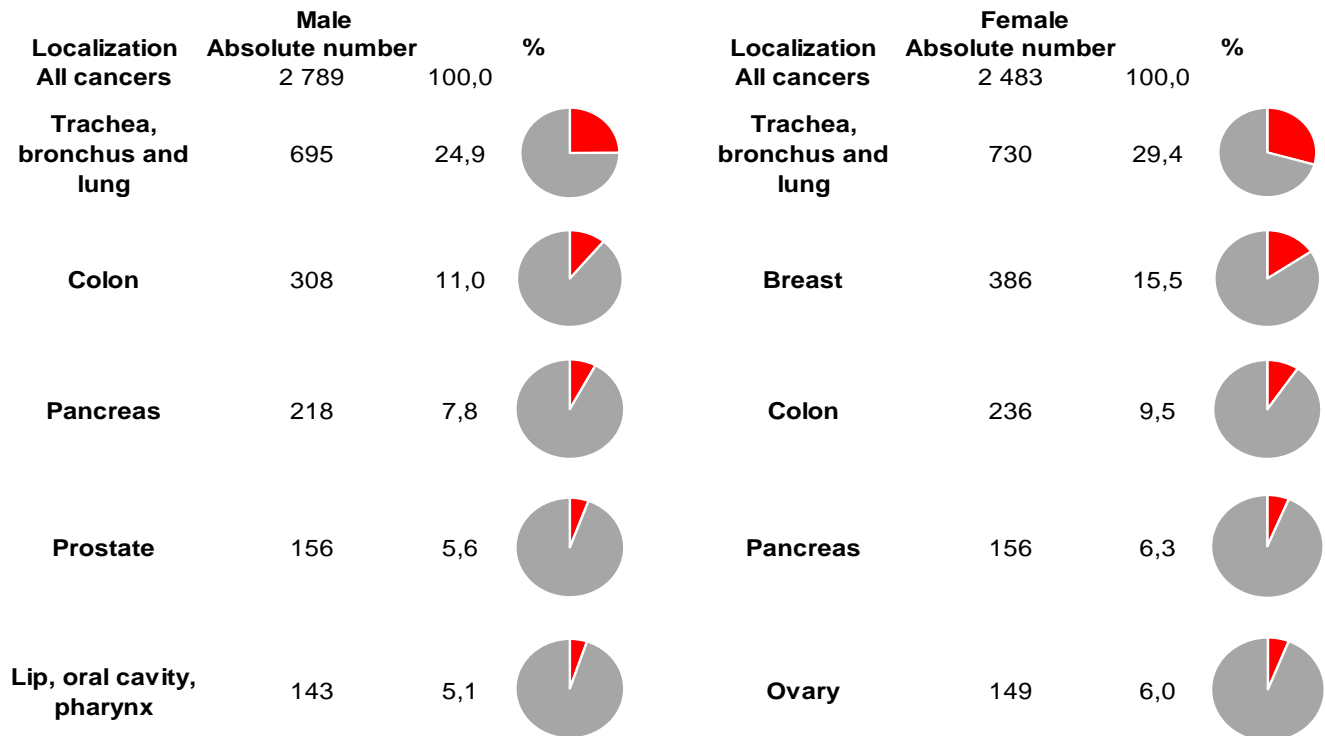 Male
Localization Absolute number %
All cancers 2 789 100,0
Trachea,
bronchus and
lung
695 24,9
Colon 308 11,0
Pancreas 218 7,8
Prostate 156 5,6
Lip, oral cavity,
pharynx
143 5,1
Female
Localization Absolute number %
All cancers 2 483 100,0
Trachea,
bronchus and
lung
730 29,4
Breast 386 15,5
Colon 236 9,5
Pancreas 156 6,3
Ovary 149 6,0